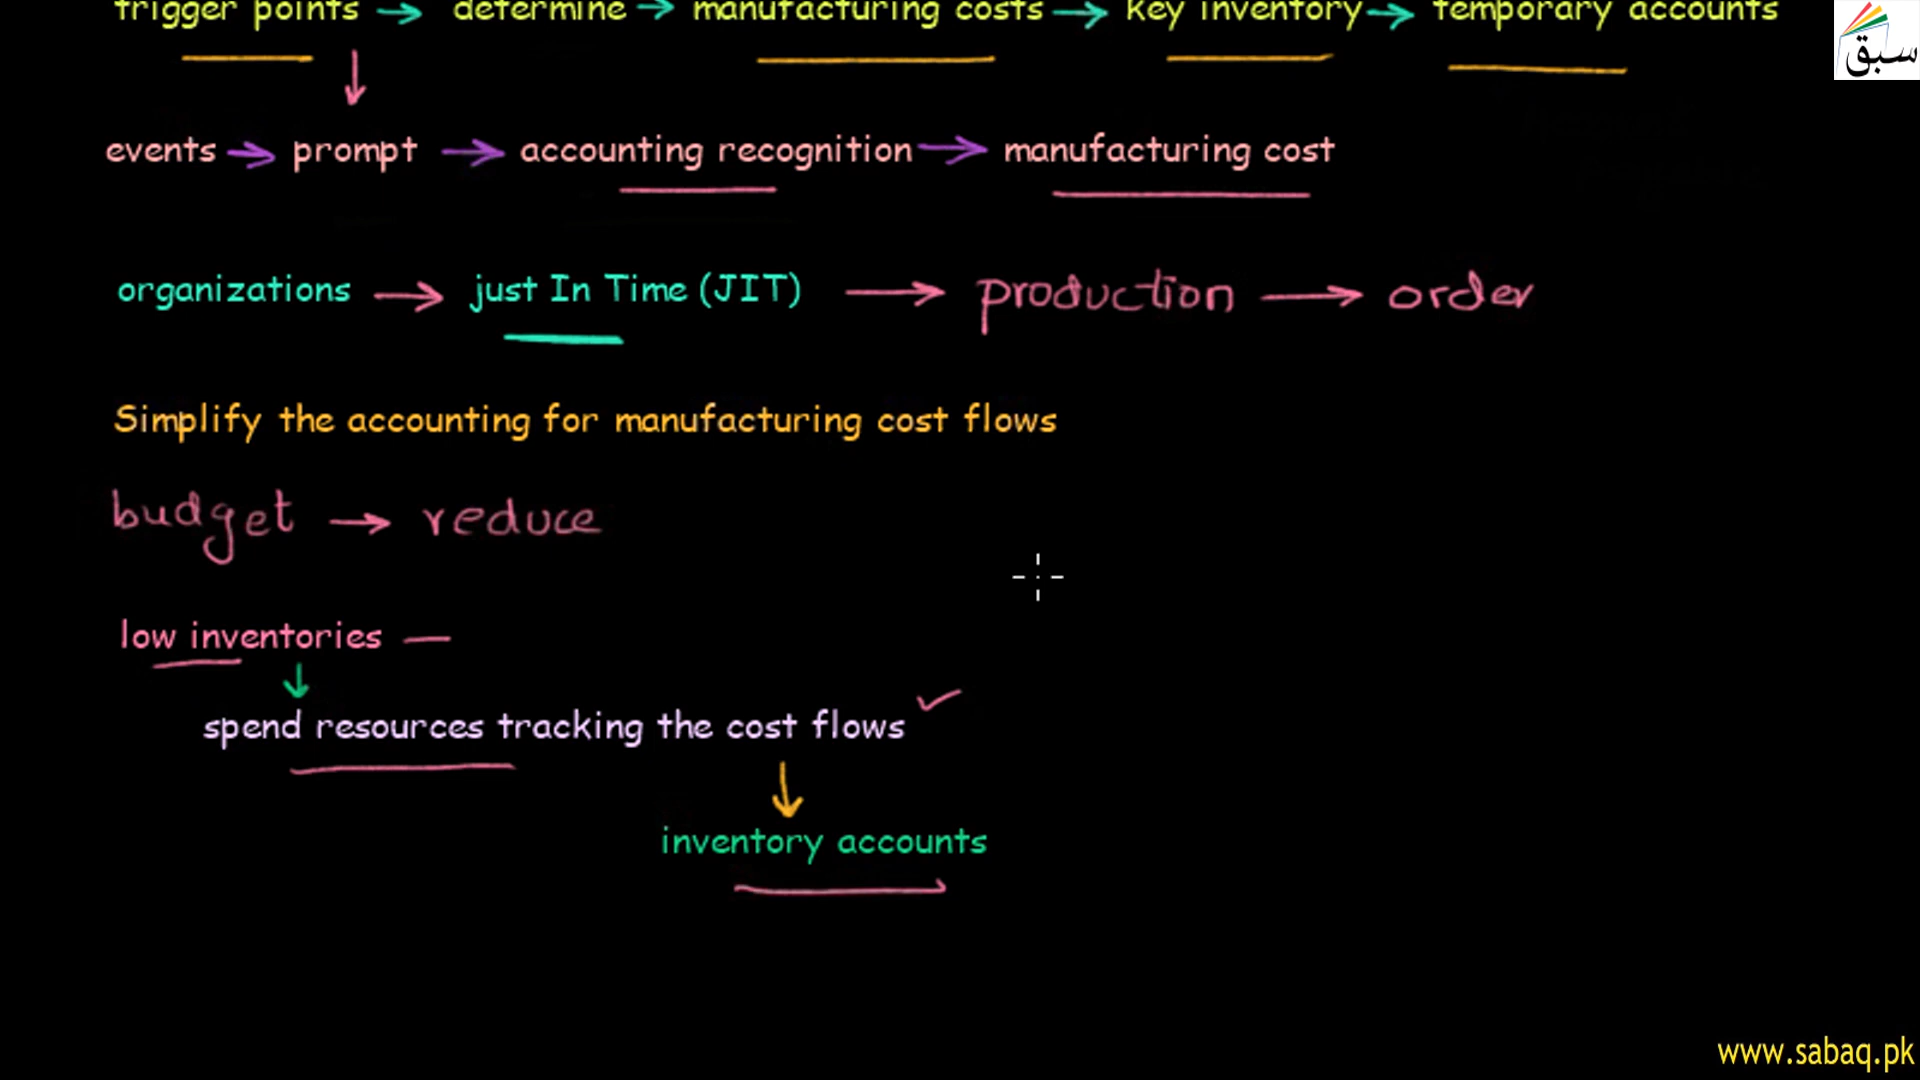 trigger points → determine → manufacturing costs → key inventory → temporary accounts
سبق
events → prompt → accounting recognition → manufacturing cost
organizations → just In Time (JIT) → production → order
Simplify the accounting for manufacturing cost flows
budget → reduce
low inventories —
spend resources tracking the cost flows
inventory accounts
www.sabaq.pk